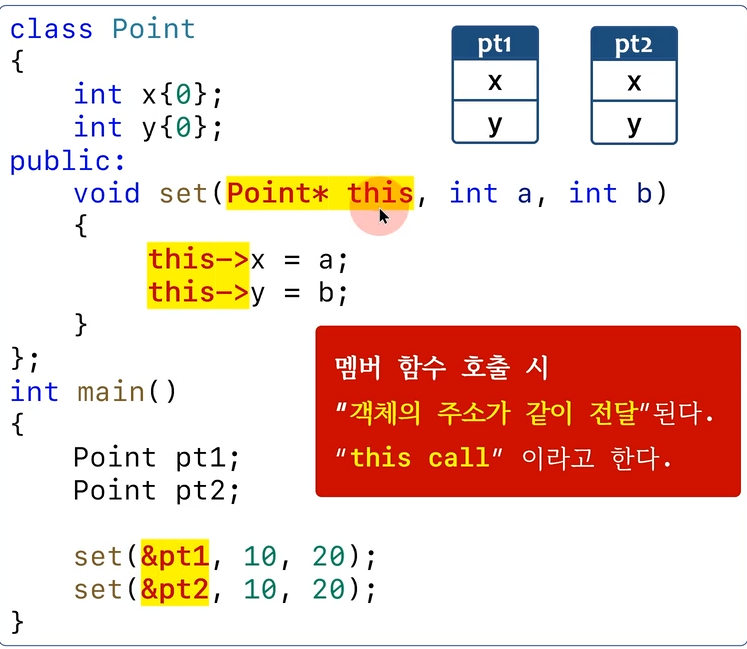 class Point
{
    int x{0};
    int y{0};
public:
    void set(Point* this, int a, int b)
    {
        this->x = a;
        this->y = b;
    }
};
int main()
{
    Point pt1;
    Point pt2;

    set(&pt1, 10, 20);
    set(&pt2, 10, 20);
}
pt1
x
y
pt2
x
y
멤버 함수 호출 시
“객체의 주소가 같이 전달”된다.
“this call” 이라고 한다.